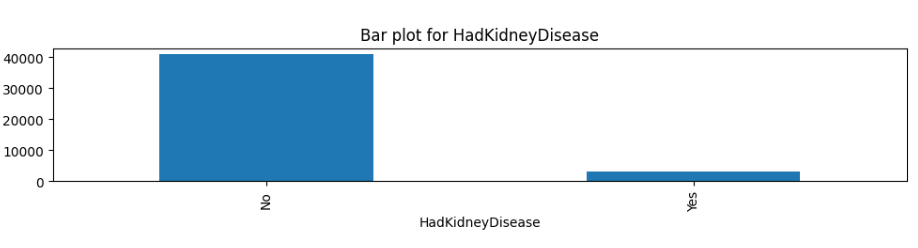 Bar plot for HadKidneyDisease
40000
30000
20000
10000
0
No
Yes
HadKidneyDisease